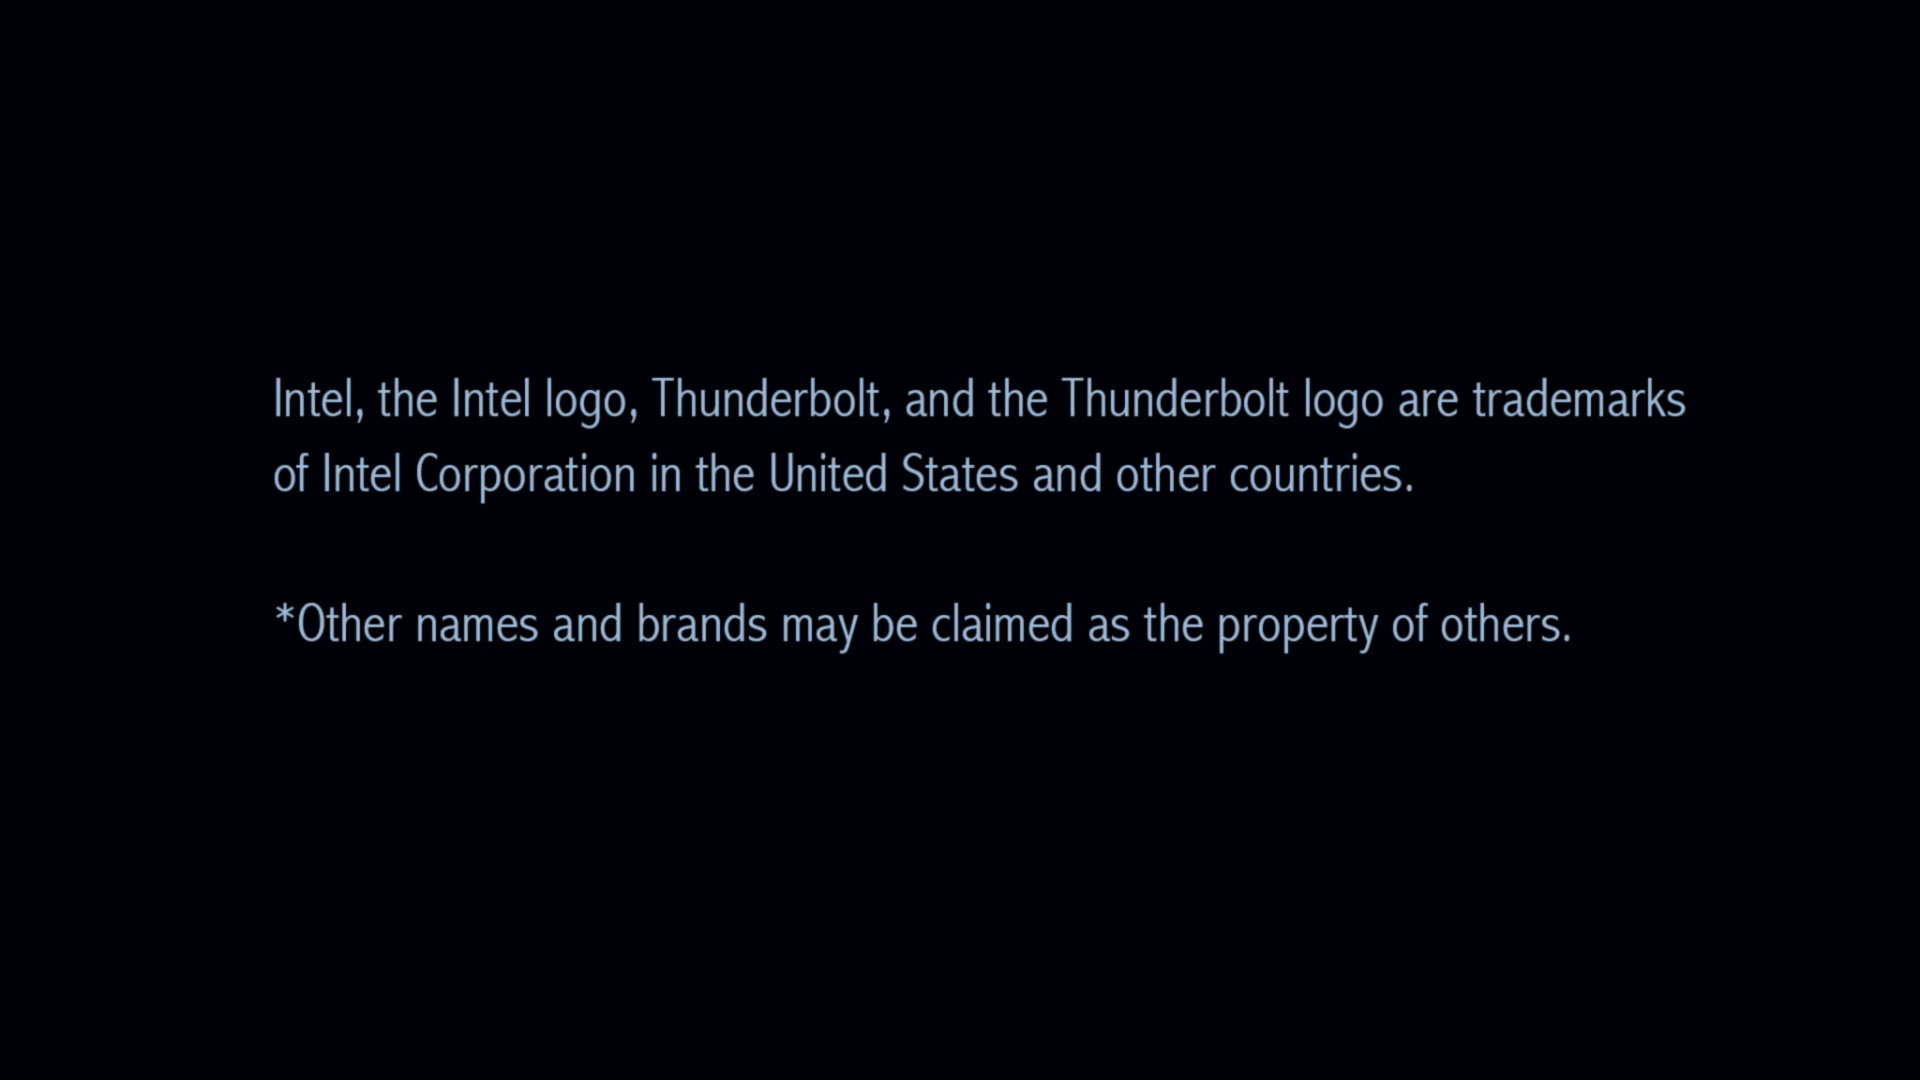 Intel, the Intel logo, Thunderbolt, and the Thunderbolt logo are trademarks
of Intel Corporation in the United States and other countries.
*Other names and brands may be claimed as the property of others.